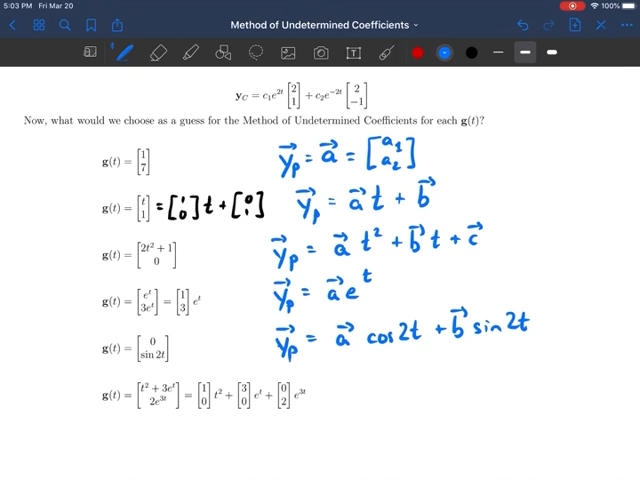 5:03 PM Fri Mar 20
100%
Method of Undetermined Coefficients
y_C = c_1 e^{2t} [2 1] + c_2 e^{-2t} [2 -1]
Now, what would we choose as a guess for the Method of Undetermined Coefficients for each g(t)?
g(t) = [1 7] y_p = a = [a_1 a_2]
g(t) = [t 1] = [1 0] t + [0 1] y_p = a t + b
g(t) = [2t^2 + 1 0] y_p = a t^2 + b t + c
g(t) = [e^t 3e^t] = [1 3] e^t y_p = a e^t
g(t) = [0 sin 2t] y_p = a cos 2t + b sin 2t
g(t) = [t^2 + 3e^t 2e^{3t}] = [1 0] t^2 + [3 0] e^t + [0 2] e^{3t}